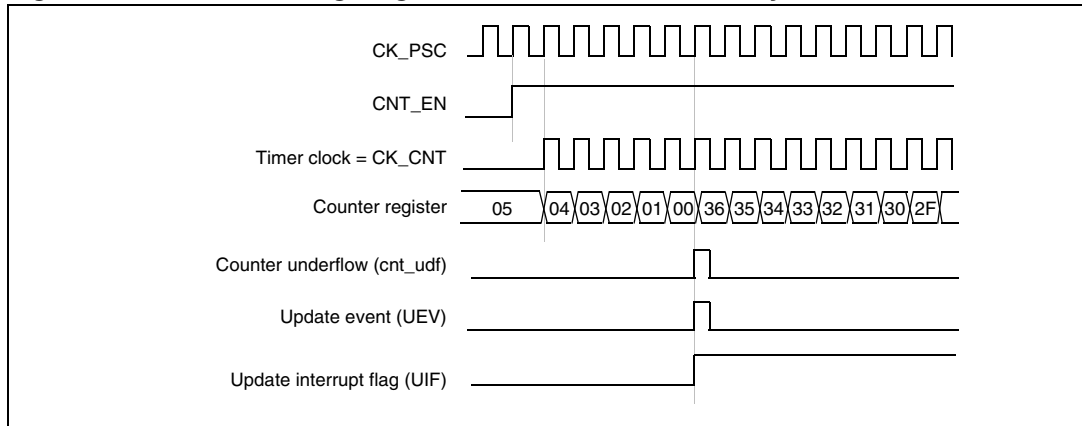 CK_PSC
CNT_EN
Timer clock = CK_CNT
Counter register 05 04 03 02 01 00 36 35 34 33 32 31 30 2F
Counter underflow (cnt_udf)
Update event (UEV)
Update interrupt flag (UIF)